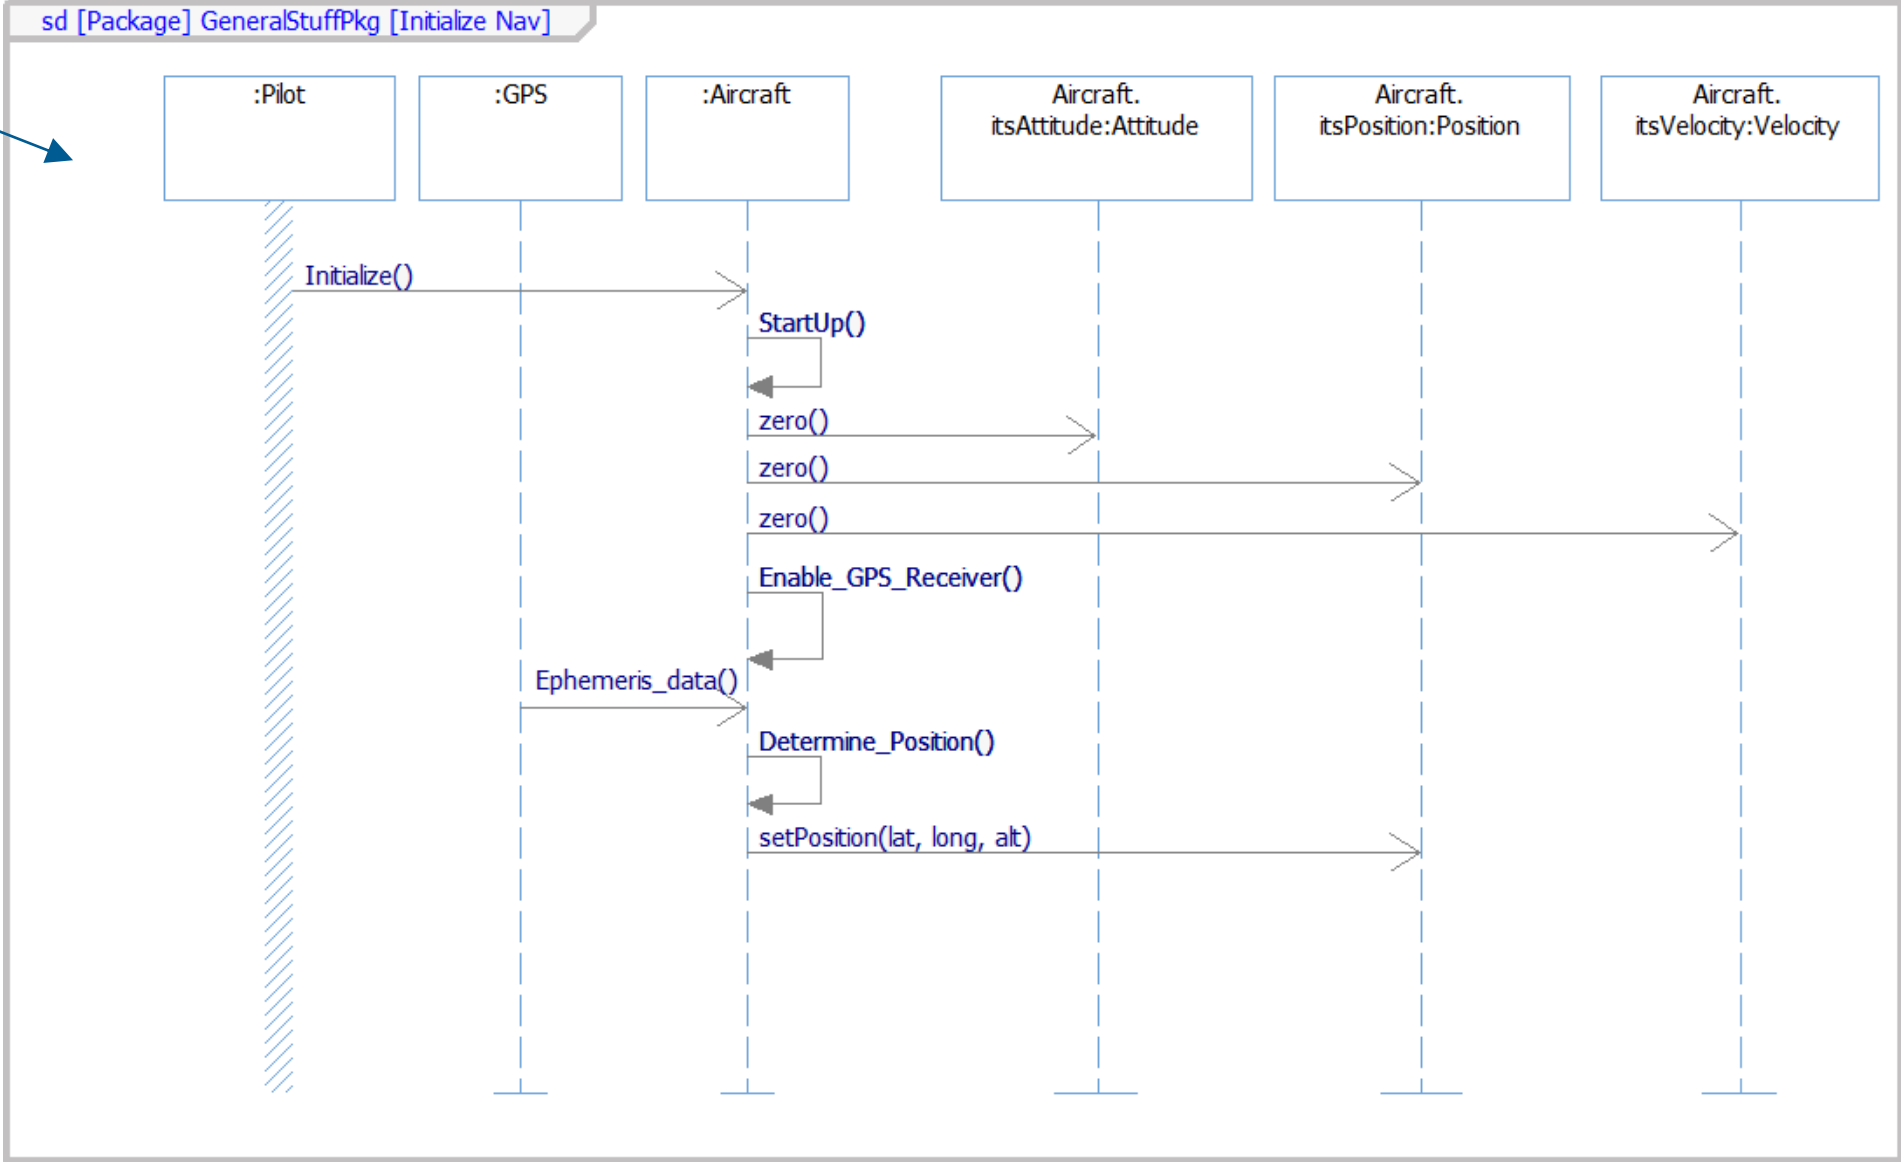 sd [Package] GeneralStuffPkg [Initialize Nav]
:Pilot
:GPS
:Aircraft
Aircraft.
itsAttitude:Attitude
Aircraft.
itsPosition:Position
Aircraft.
itsVelocity:Velocity
Initialize()
StartUp()
zero()
zero()
zero()
Enable_GPS_Receiver()
Ephemeris_data()
Determine_Position()
setPosition(lat, long, alt)